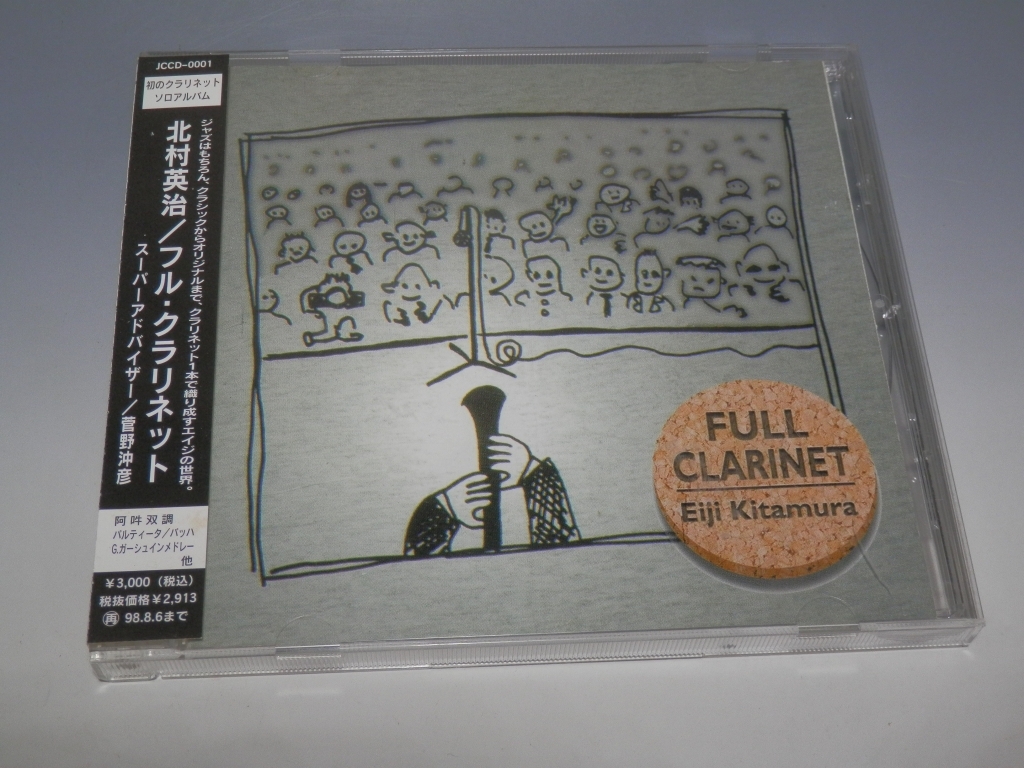 JCCD-0001
初のクラリネット
ソロアルバム
ジャズはもちろん、クラシックからオリジナルまで、クラリネット1本で織り成すエイジの世界。
北村英治/フル・クラリネット
スーパーアドバイザー/菅野沖彦
阿吽双調
パルティータ/バッハ
G.ガーシュインメドレー
他
¥3,000(税込)
税抜価格¥2,913
再 98.8.6まで
FULL
CLARINET
Eiji Kitamura